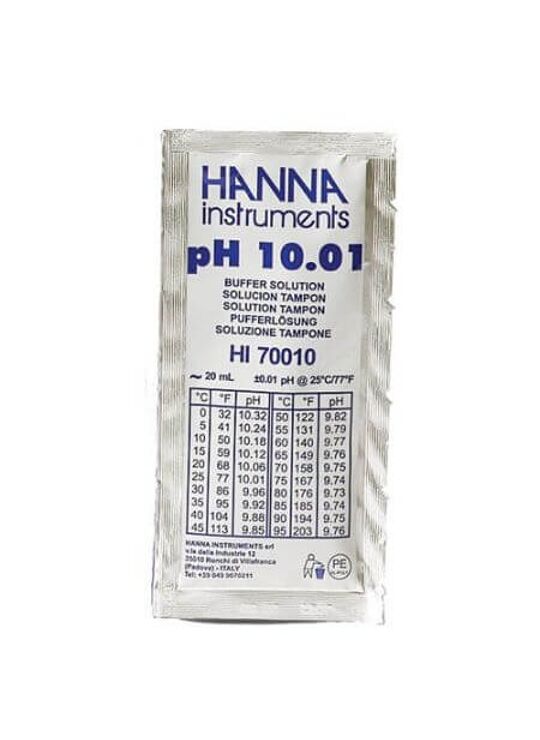 HANNA
instruments
pH 10.01
BUFFER SOLUTION
SOLUCION TAMPON
SOLUTION TAMPON
PUFFERLÖSUNG
SOLUZIONE TAMPONE
HI 70010
~ 20 mL ±0.01 pH @ 25°C/77°F
°C °F pH °C °F pH
0 32 10.32 50 122 9.82
5 41 10.24 55 131 9.79
10 50 10.18 60 140 9.77
15 59 10.12 65 149 9.76
20 68 10.06 70 158 9.75
25 77 10.01 75 167 9.74
30 86 9.96 80 176 9.73
35 95 9.92 85 185 9.74
40 104 9.88 90 194 9.75
45 113 9.85 95 203 9.76
HANNA INSTRUMENTS srl
v.le delle Industrie 12
35010 Ronchi di Villafranca
(Padova) - ITALY
Tel: +39 049 9070211
PE